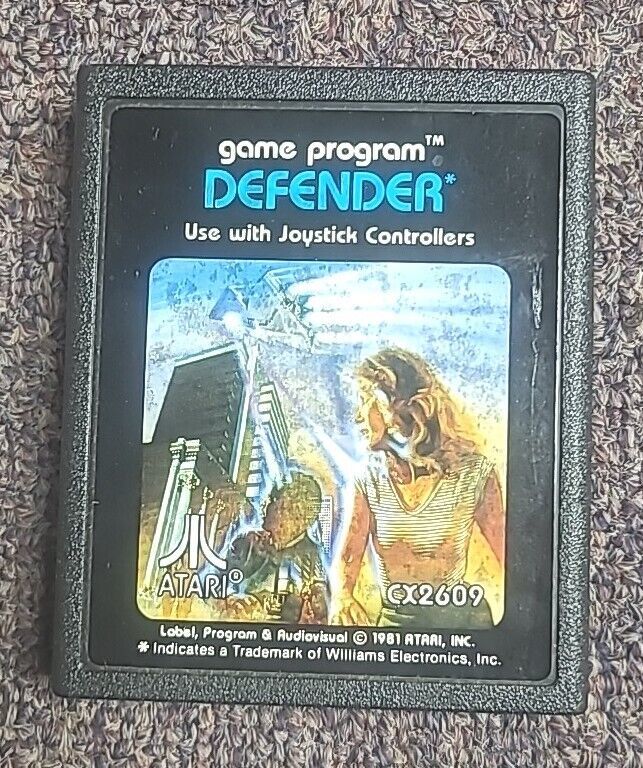 game program™
DEFENDER*
Use with Joystick Controllers
ATARI®
CX2609
Label, Program & Audiovisual © 1981 ATARI, INC.
* Indicates a Trademark of Williams Electronics, Inc.